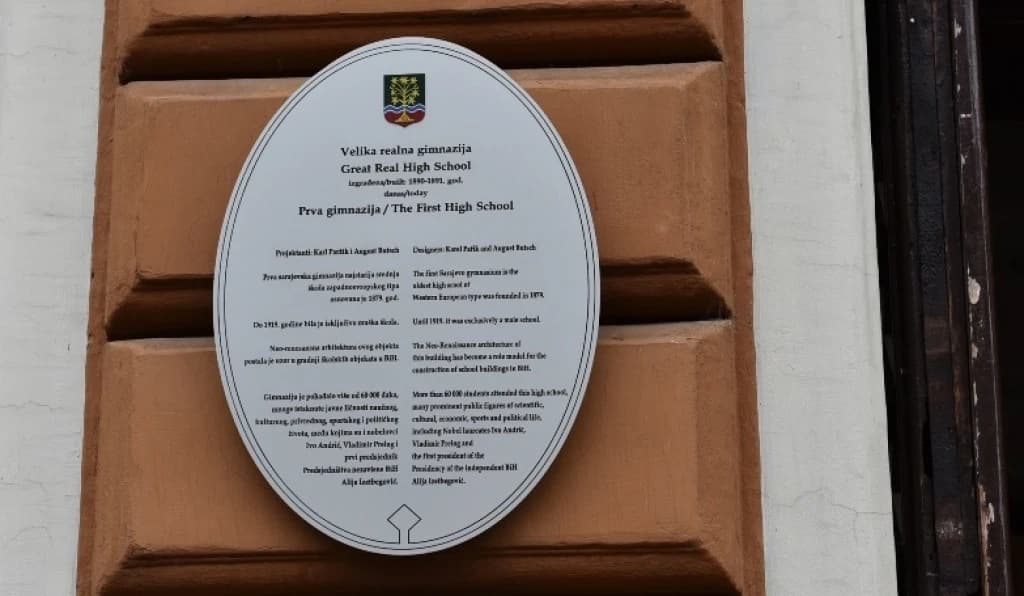 Velika realna gimnazija
Great Real High School
izgrađena/built: 1890-1891. god.
danas/today
Prva gimnazija / The First High School
Projektanti: Karl Paržik i August Butsch
Prva sarajevska gimnazija najstarija srednja
škola zapadnoevropskog tipa
osnovana je 1879. god.
Do 1919. godine bila je isključivo muška škola.
Neo-renesansna arhitektura ovog objekta
postala je uzor u gradnji školskih objekata u BiH.
Gimnaziju je pohađalo više od 60 000 đaka,
mnoge istaknute javne ličnosti naučnog,
kulturnog, privrednog, sportskog i političkog
života, među kojima su i nobelovci
Ivo Andrić, Vladimir Prelog i
prvi predsjednik
Predsjedništva nezavisne BiH
Alija Izetbegović.
Designers: Karel Pařík and August Butsch
The first Sarajevo gymnasium is the
oldest high scool of
Western European type was founded in 1879.
Until 1919. it was exclusively a male school.
The Neo-Renaissance architecture of
this building has become a role model for the
construction of school buildings in BiH.
More than 60 000 students attended this high school,
many prominent public figures of scientific,
cultural, economic, sports and political life,
including Nobel laureates Ivo Andrić,
Vladimir Prelog and
the first president of the
Presidency of the Independent BiH
Alija Izetbegović.